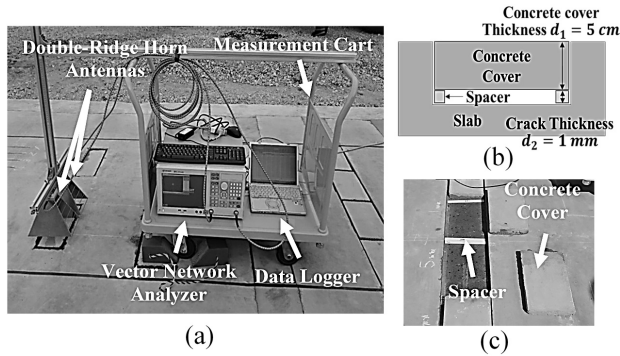 (a)
Double-Ridge Horn
Antennas
Measurement Cart
Vector Network
Analyzer
Data Logger
(a)
Concrete cover
Thickness d₁ = 5 cm
Concrete
Cover
Spacer
Slab
Crack Thickness
d₂ = 1 mm
(b)
Concrete
Cover
Spacer
(c)